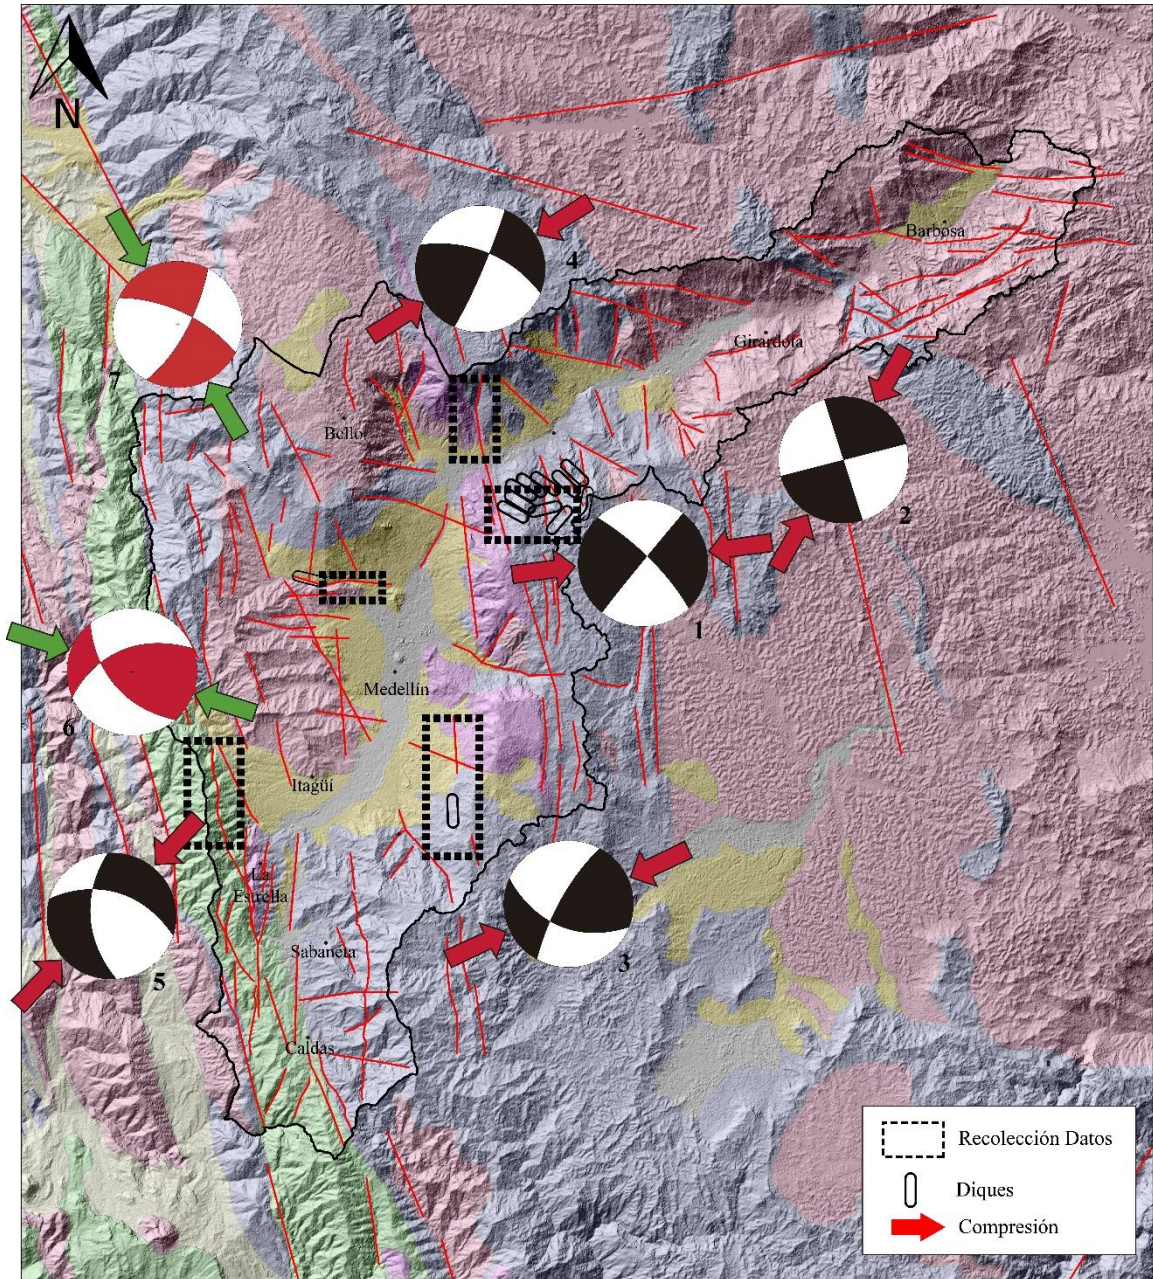 N
Barbosa
4
Girardota
7
Bello
2
1
Medellín
6
Itagüí
La
Estrella
5
Sabaneta
3
Caldas
Recolección Datos
Diques
Compresión